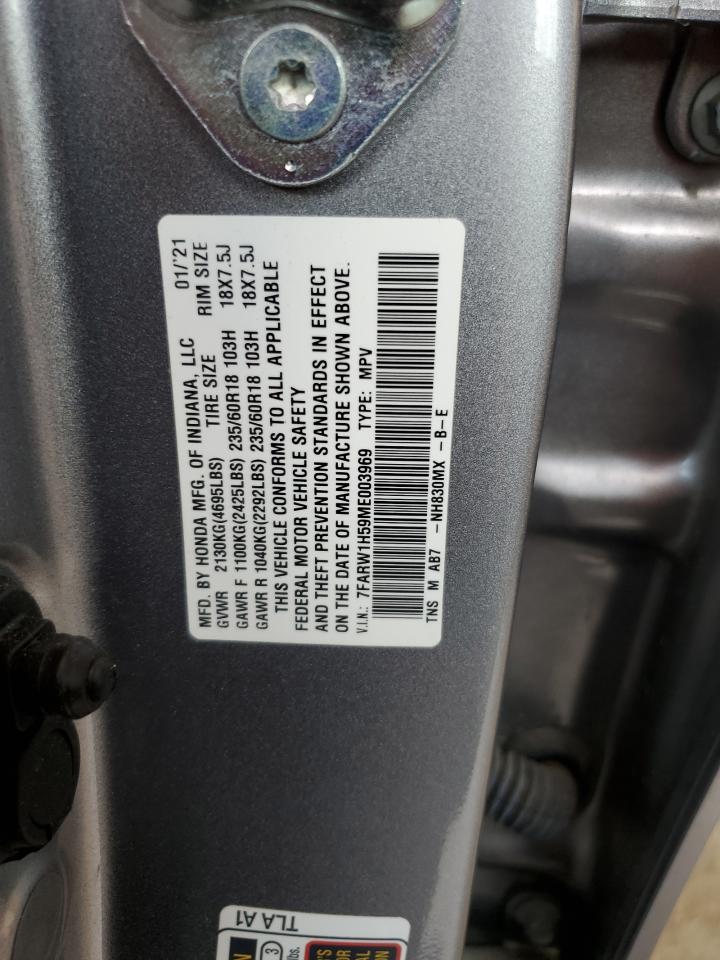 MFD. BY HONDA MFG. OF INDIANA, LLC 01/'21
GVWR 2130KG(4695LBS) TIRE SIZE RIM SIZE
GAWR F 1100KG(2425LBS) 235/60R18 103H 18X7.5J
GAWR R 1040KG(2292LBS) 235/60R18 103H 18X7.5J
THIS VEHICLE CONFORMS TO ALL APPLICABLE
FEDERAL MOTOR VEHICLE SAFETY
AND THEFT PREVENTION STANDARDS IN EFFECT
ON THE DATE OF MANUFACTURE SHOWN ABOVE.
V.I.N.: 7FARW1H59ME003969 TYPE: MPV
TNS M AB7 -NH830MX -B-E
TLA A1
3
lbs.